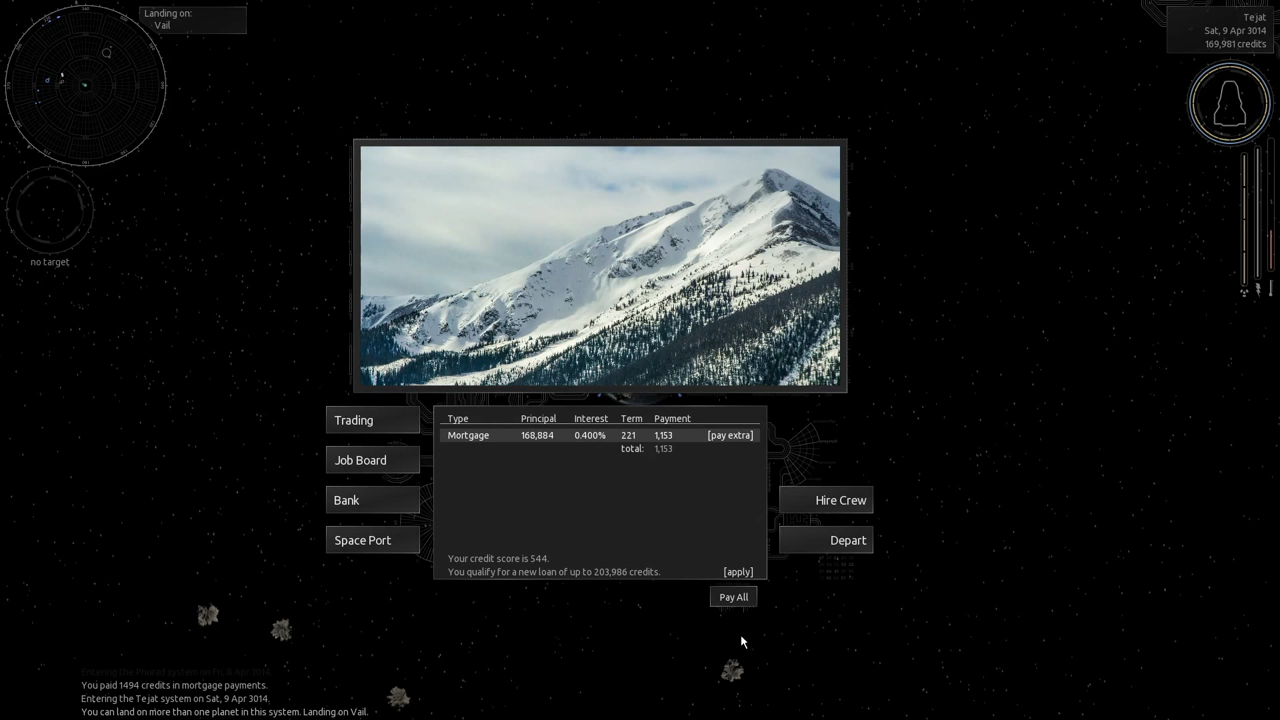 Landing on:
Vail
Tejat
Sat, 9 Apr 3014
169,981 credits
no target
Trading
Job Board
Bank
Space Port
Type Principal Interest Term Payment
Mortgage 168,884 0.400% 221 1,153 [pay extra]
total: 1,153
Your credit score is 544.
You qualify for a new loan of up to 203,986 credits. [apply]
Pay All
Hire Crew
Depart
You paid 1494 credits in mortgage payments.
Entering the Tejat system on Sat, 9 Apr 3014.
You can land on more than one planet in this system. Landing on Vail.